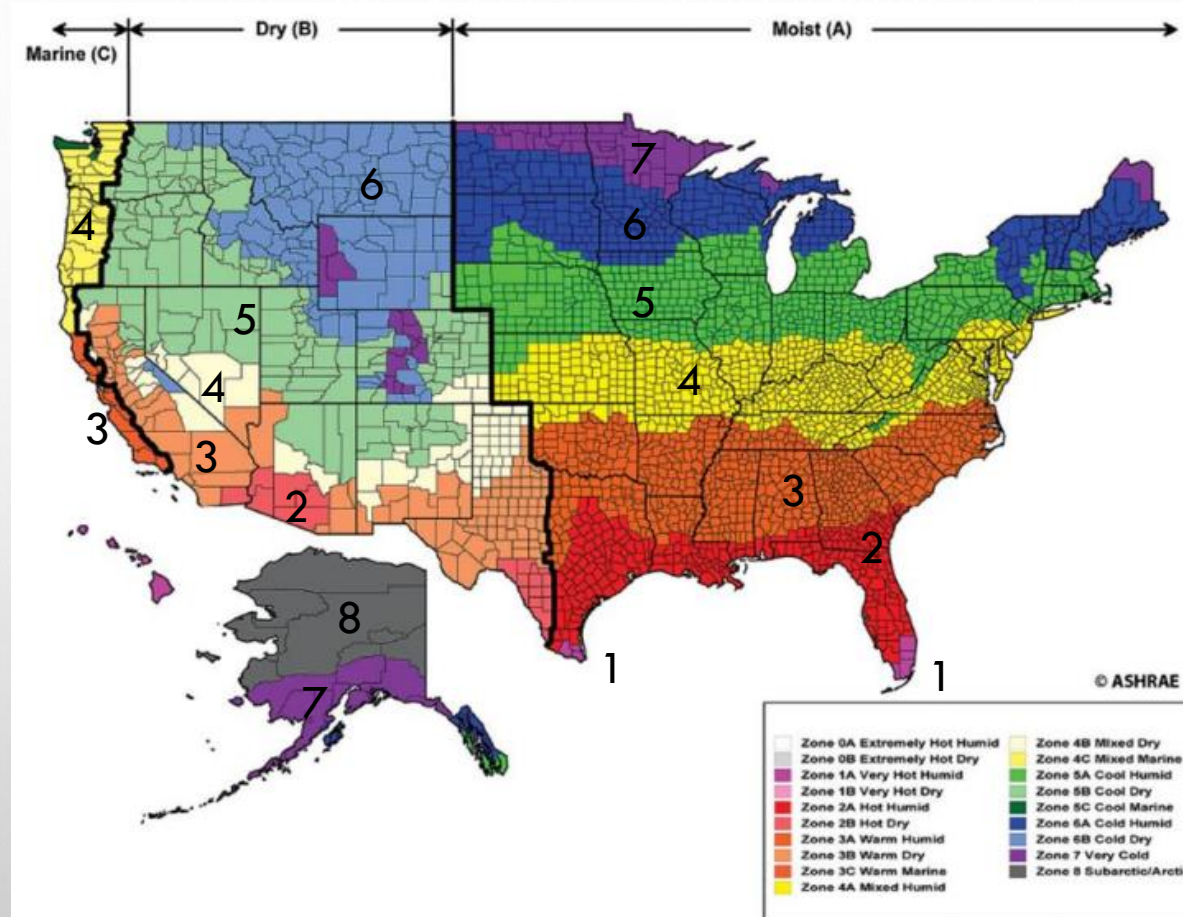 Marine (C)
Dry (B)
Moist (A)
7
6
4
6
5
5
4
4
3
3
3
2
2
8
7
1
1
© ASHRAE
Zone 0A Extremely Hot Humid
Zone 0B Extremely Hot Dry
Zone 1A Very Hot Humid
Zone 1B Very Hot Dry
Zone 2A Hot Humid
Zone 2B Hot Dry
Zone 3A Warm Humid
Zone 3B Warm Dry
Zone 3C Warm Marine
Zone 4A Mixed Humid
Zone 4B Mixed Dry
Zone 4C Mixed Marine
Zone 5A Cool Humid
Zone 5B Cool Dry
Zone 5C Cool Marine
Zone 6A Cold Humid
Zone 6B Cold Dry
Zone 7 Very Cold
Zone 8 Subarctic/Arcti